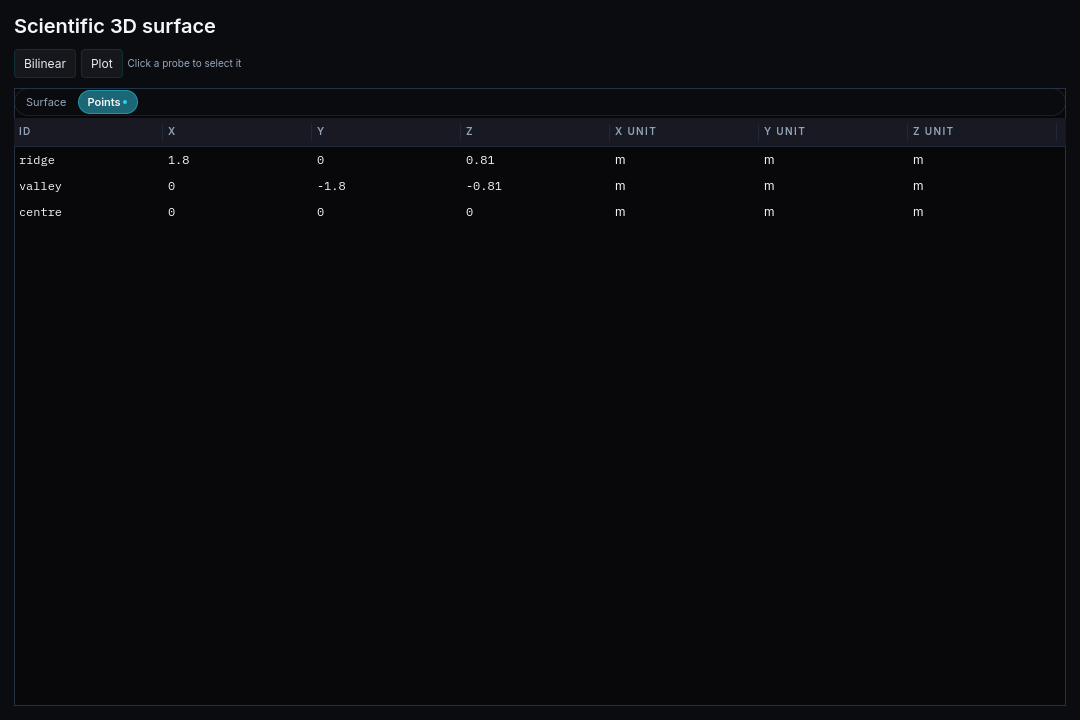 Scientific 3D surface
Bilinear Plot Click a probe to select it
Surface Points
ID X Y Z X UNIT Y UNIT Z UNIT
ridge 1.8 0 0.81 m m m
valley 0 -1.8 -0.81 m m m
centre 0 0 0 m m m